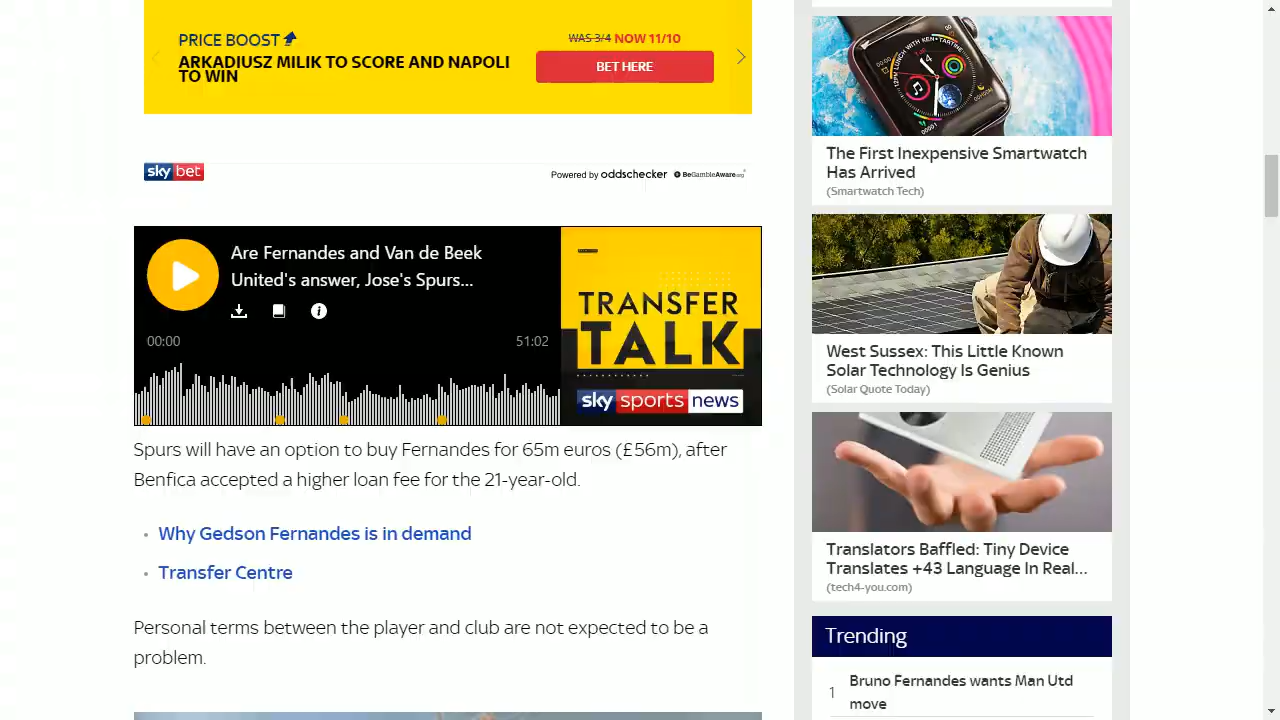 PRICE BOOST
ARKADIUSZ MILIK TO SCORE AND NAPOLI
TO WIN
WAS 3/4 NOW 11/10
BET HERE
sky bet
Powered by oddschecker
BeGambleAware.org
Are Fernandes and Van de Beek
United's answer, Jose's Spurs...
00:00
51:02
TRANSFER
TALK
sky sports news
Spurs will have an option to buy Fernandes for 65m euros (£56m), after
Benfica accepted a higher loan fee for the 21-year-old.
Why Gedson Fernandes is in demand
Transfer Centre
Personal terms between the player and club are not expected to be a
problem.
The First Inexpensive Smartwatch
Has Arrived
(Smartwatch Tech)
West Sussex: This Little Known
Solar Technology Is Genius
(Solar Quote Today)
Translators Baffled: Tiny Device
Translates +43 Language In Real...
(tech4-you.com)
Trending
1 Bruno Fernandes wants Man Utd
move